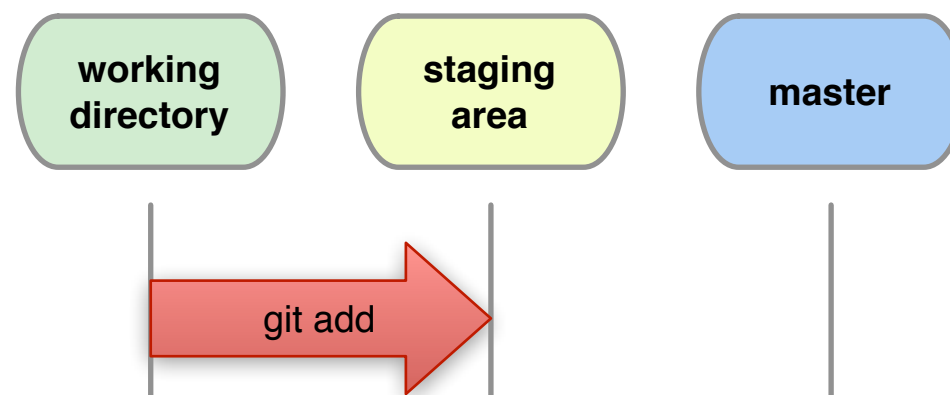 working
directory
staging
area
master
git add